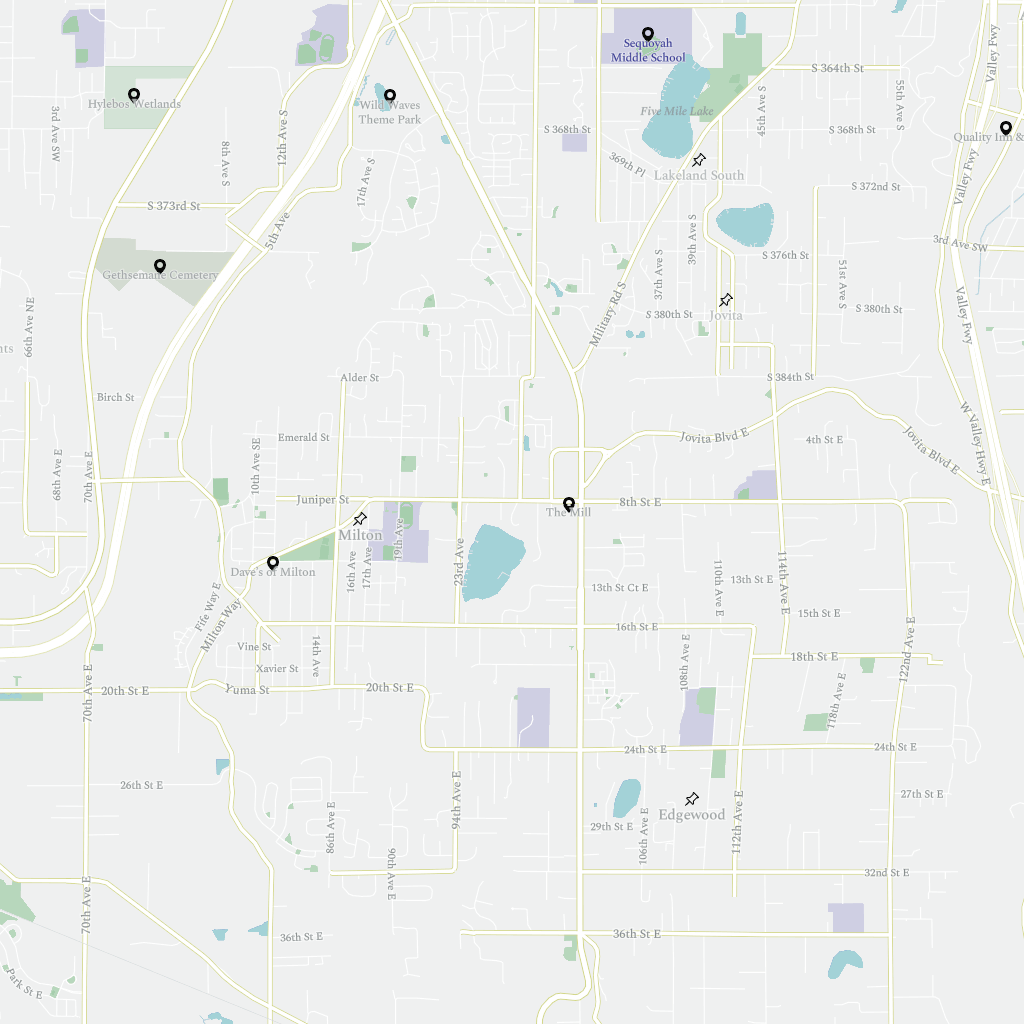 Sequoyah
Middle School
S 364th St
Valley Fwy
Hylebos Wetlands
Wild Waves
Theme Park
55th Ave S
45th Ave S
Five Mile Lake
3rd Ave SW
12th Ave S
S 368th St
S 368th St
Quality Inn &
8th Ave S
369th Pl
Lakeland South
17th Ave S
Valley Fwy
S 372nd St
S 373rd St
5th Ave
39th Ave S
3rd Ave SW
S 376th St
37th Ave S
51st Ave S
Gethsemane Cemetery
Military Rd S
66th Ave NE
Jovita
S 380th St
S 380th St
Valley Fwy
nts
Alder St
S 384th St
Birch St
W Valley Hwy E
Emerald St
Jovita Blvd E
4th St E
Jovita Blvd E
68th Ave E
70th Ave E
10th Ave SE
Juniper St
8th St E
The Mill
Milton
19th Ave
23rd Ave
16th Ave
17th Ave
Dave's of Milton
13th St Ct E
110th Ave E
13th St E
114th Ave E
Fife Way E
Milton Way
15th St E
16th St E
122nd Ave E
Vine St
14th Ave
108th Ave E
18th St E
Xavier St
70th Ave E
20th St E
Yuma St
20th St E
118th Ave E
24th St E
24th St E
26th St E
94th Ave E
27th St E
86th Ave E
Edgewood
29th St E
106th Ave E
112th Ave E
90th Ave E
32nd St E
70th Ave E
36th St E
36th St E
Park St E